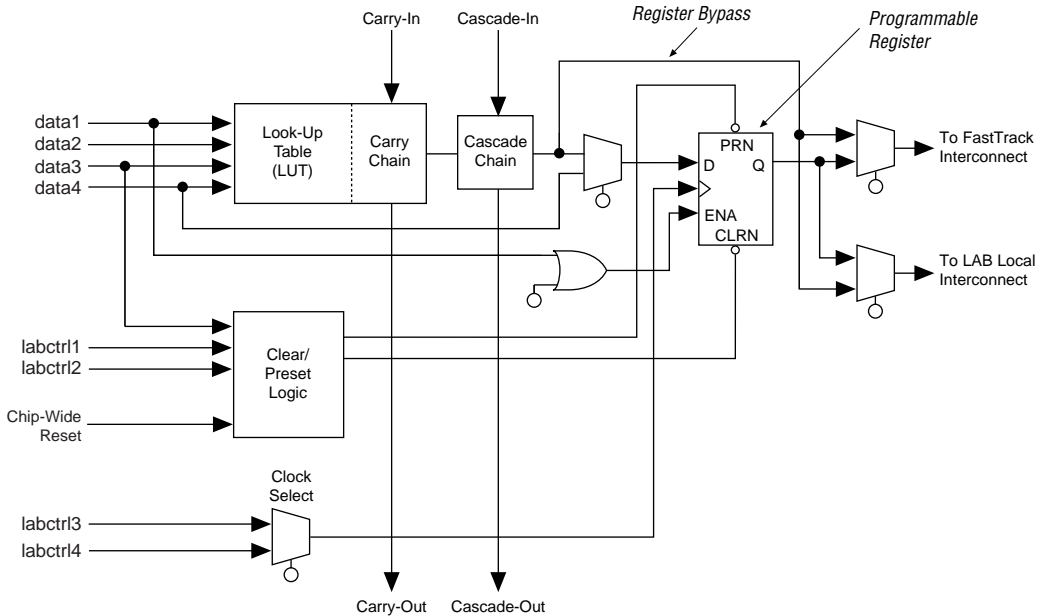 Carry-In
Cascade-In
Register Bypass
Programmable
Register
data1
data2
data3
data4
Look-Up
Table
(LUT)
Carry
Chain
Cascade
Chain
PRN
D
Q
ENA
CLRN
To FastTrack
Interconnect
To LAB Local
Interconnect
labctrl1
labctrl2
Clear/
Preset
Logic
Chip-Wide
Reset
Clock
Select
labctrl3
labctrl4
Carry-Out
Cascade-Out